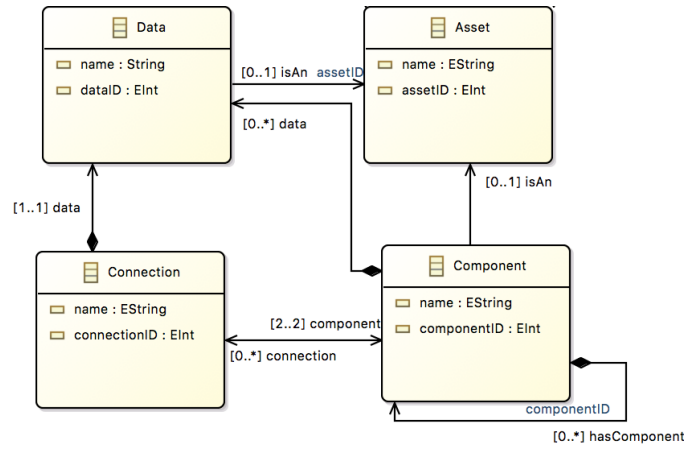 Data
name : String
dataID : EInt
Asset
name : EString
assetID : EInt
[0..1] isAn assetID
[0..*] data
[0..1] isAn
[1..1] data
Connection
name : EString
connectionID : EInt
Component
name : EString
componentID : EInt
[2..2] component
[0..*] connection
componentID
[0..*] hasComponent